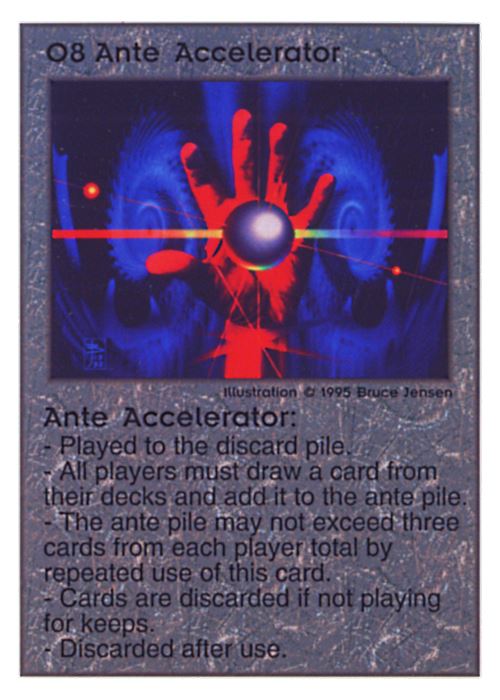 08 Ante Accelerator
Illustration © 1995 Bruce Jensen
Ante Accelerator:
- Played to the discard pile.
- All players must draw a card from
their decks and add it to the ante pile.
- The ante pile may not exceed three
cards from each player total by
repeated use of this card.
- Cards are discarded if not playing
for keeps.
- Discarded after use.